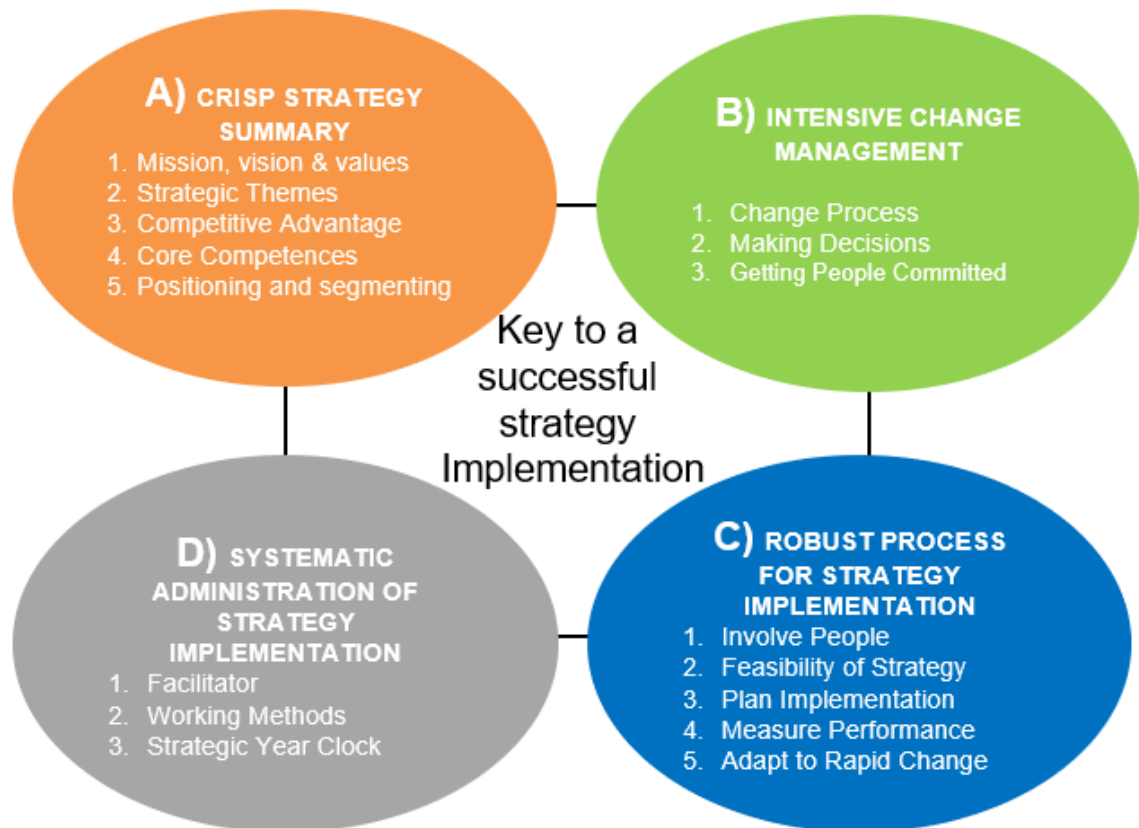 A) CRISP STRATEGY
SUMMARY
1. Mission, vision & values
2. Strategic Themes
3. Competitive Advantage
4. Core Competences
5. Positioning and segmenting
B) INTENSIVE CHANGE
MANAGEMENT
1. Change Process
2. Making Decisions
3. Getting People Committed
Key to a
successful
strategy
Implementation
D) SYSTEMATIC
ADMINISTRATION OF
STRATEGY
IMPLEMENTATION
1. Facilitator
2. Working Methods
3. Strategic Year Clock
C) ROBUST PROCESS
FOR STRATEGY
IMPLEMENTATION
1. Involve People
2. Feasibility of Strategy
3. Plan Implementation
4. Measure Performance
5. Adapt to Rapid Change